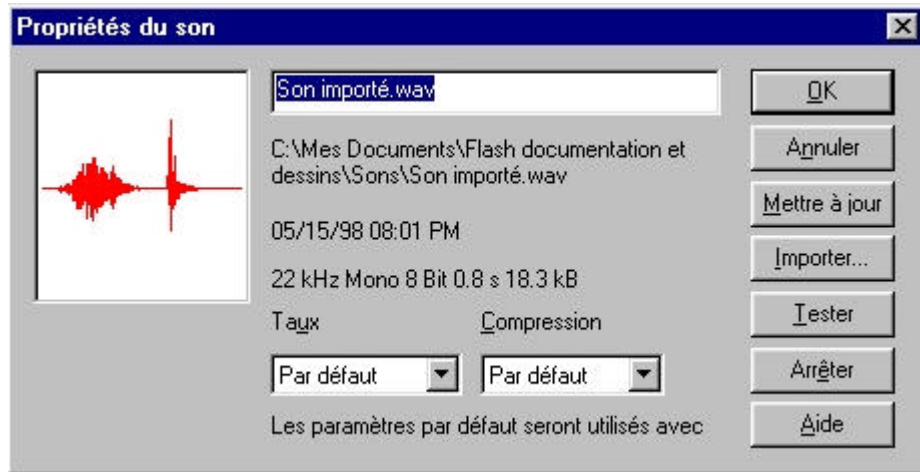 Propriétés du son
Son importé.wav
OK
C:\Mes Documents\Flash documentation et
dessins\Sons\Son importé.wav
Annuler
Mettre à jour
05/15/98 08:01 PM
Importer...
22 kHz Mono 8 Bit 0.8 s 18.3 kB
Taux
Compression
Tester
Par défaut
Par défaut
Arrêter
Les paramètres par défaut seront utilisés avec
Aide